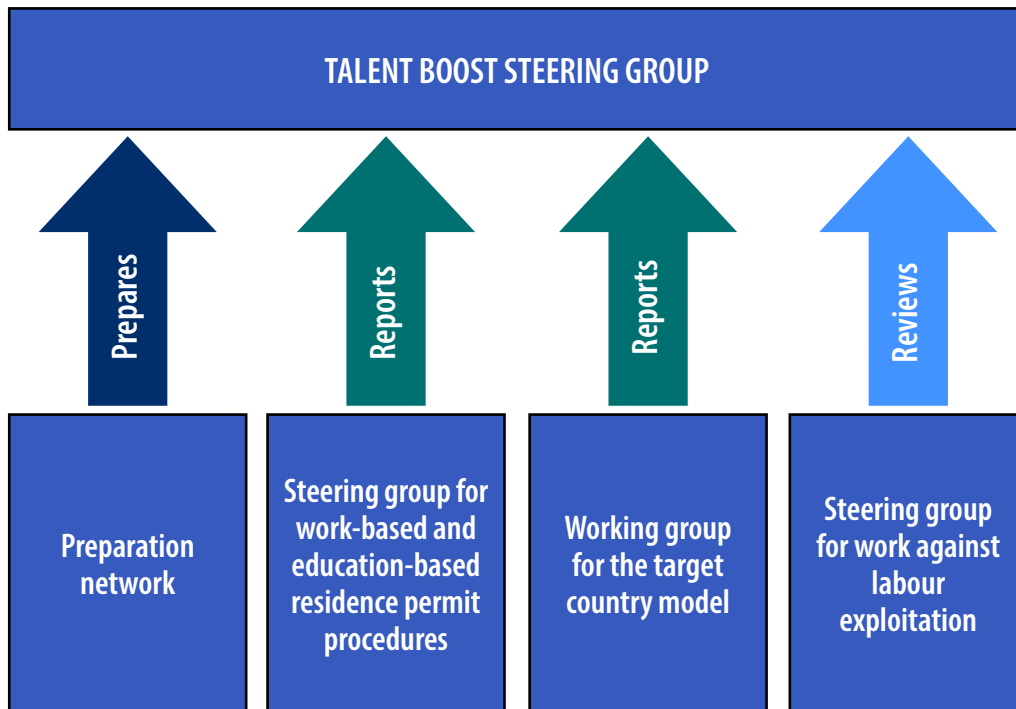 TALENT BOOST STEERING GROUP
Prepares
Reports
Reports
Reviews
Preparation
network
Steering group for
work-based and
education-based
residence permit
procedures
Working group
for the target
country model
Steering group
for work against
labour
exploitation